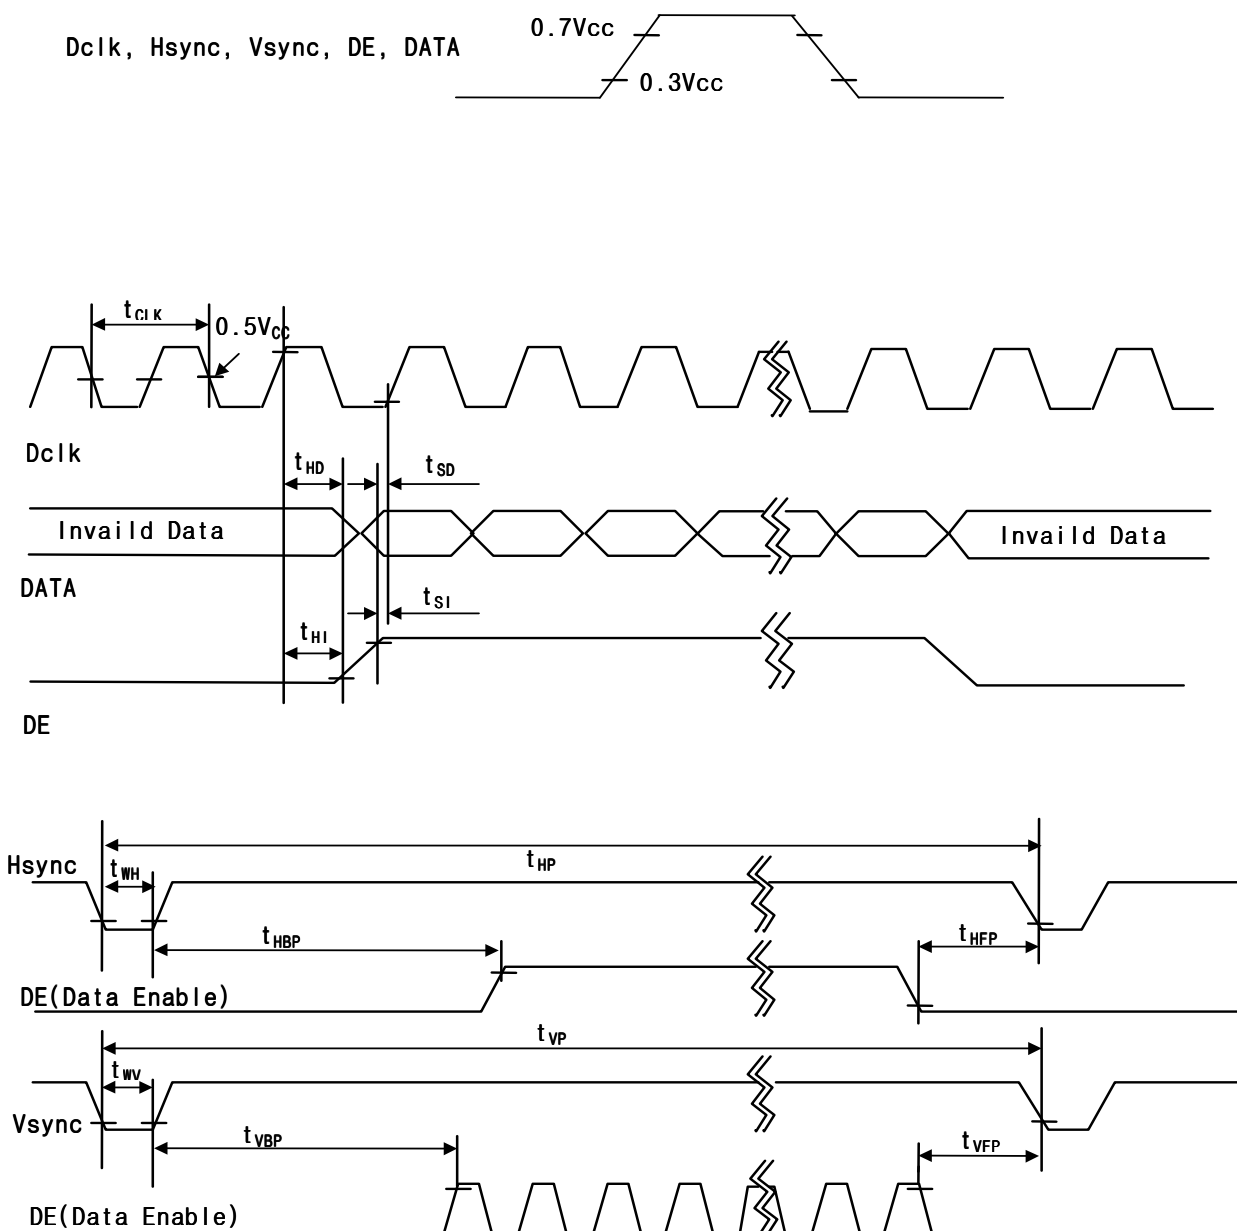 0.7Vcc
Dclk, Hsync, Vsync, DE, DATA
0.3Vcc
tCLK
0.5VCC
Dclk
tHD
tSD
Invaild Data
Invaild Data
DATA
tSI
tHI
DE
Hsync
tWH
tHP
tHBP
tHFP
DE(Data Enable)
tVP
tWV
Vsync
tVBP
tVFP
DE(Data Enable)